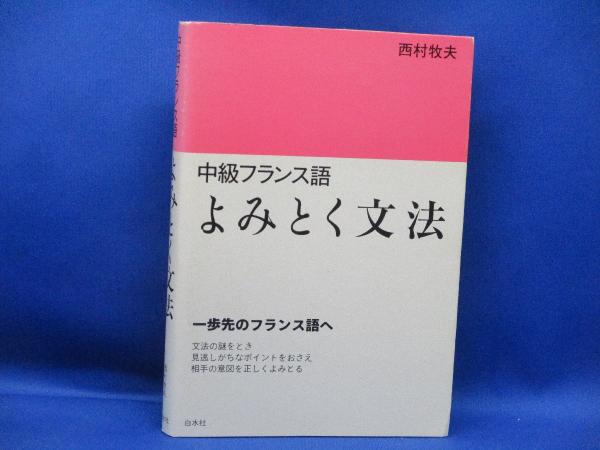 西村牧夫
中級フランス語
よみとく文法
一歩先のフランス語へ
文法の謎をとき
見逃しがちなポイントをおさえ
相手の意図を正しくよみとる
白水社